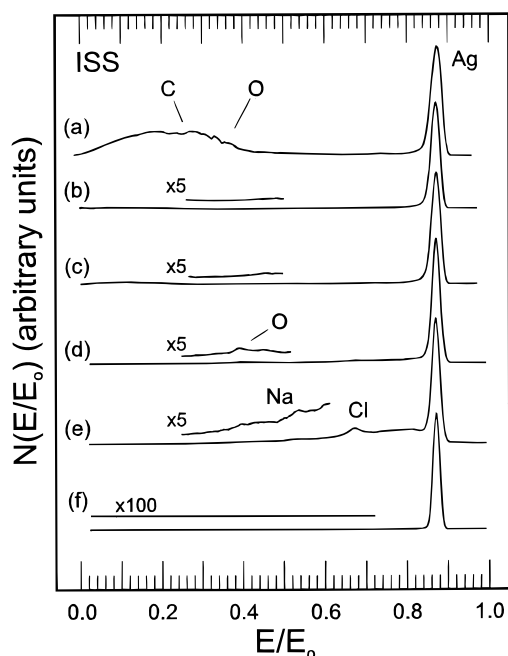 ISS
Ag
C O
(a)
(b) x5
(c) x5
(d) x5 O
(e) x5 Na Cl
(f) x100
N(E/Eo) (arbitrary units)
0.0 0.2 0.4 0.6 0.8 1.0
E/Eo